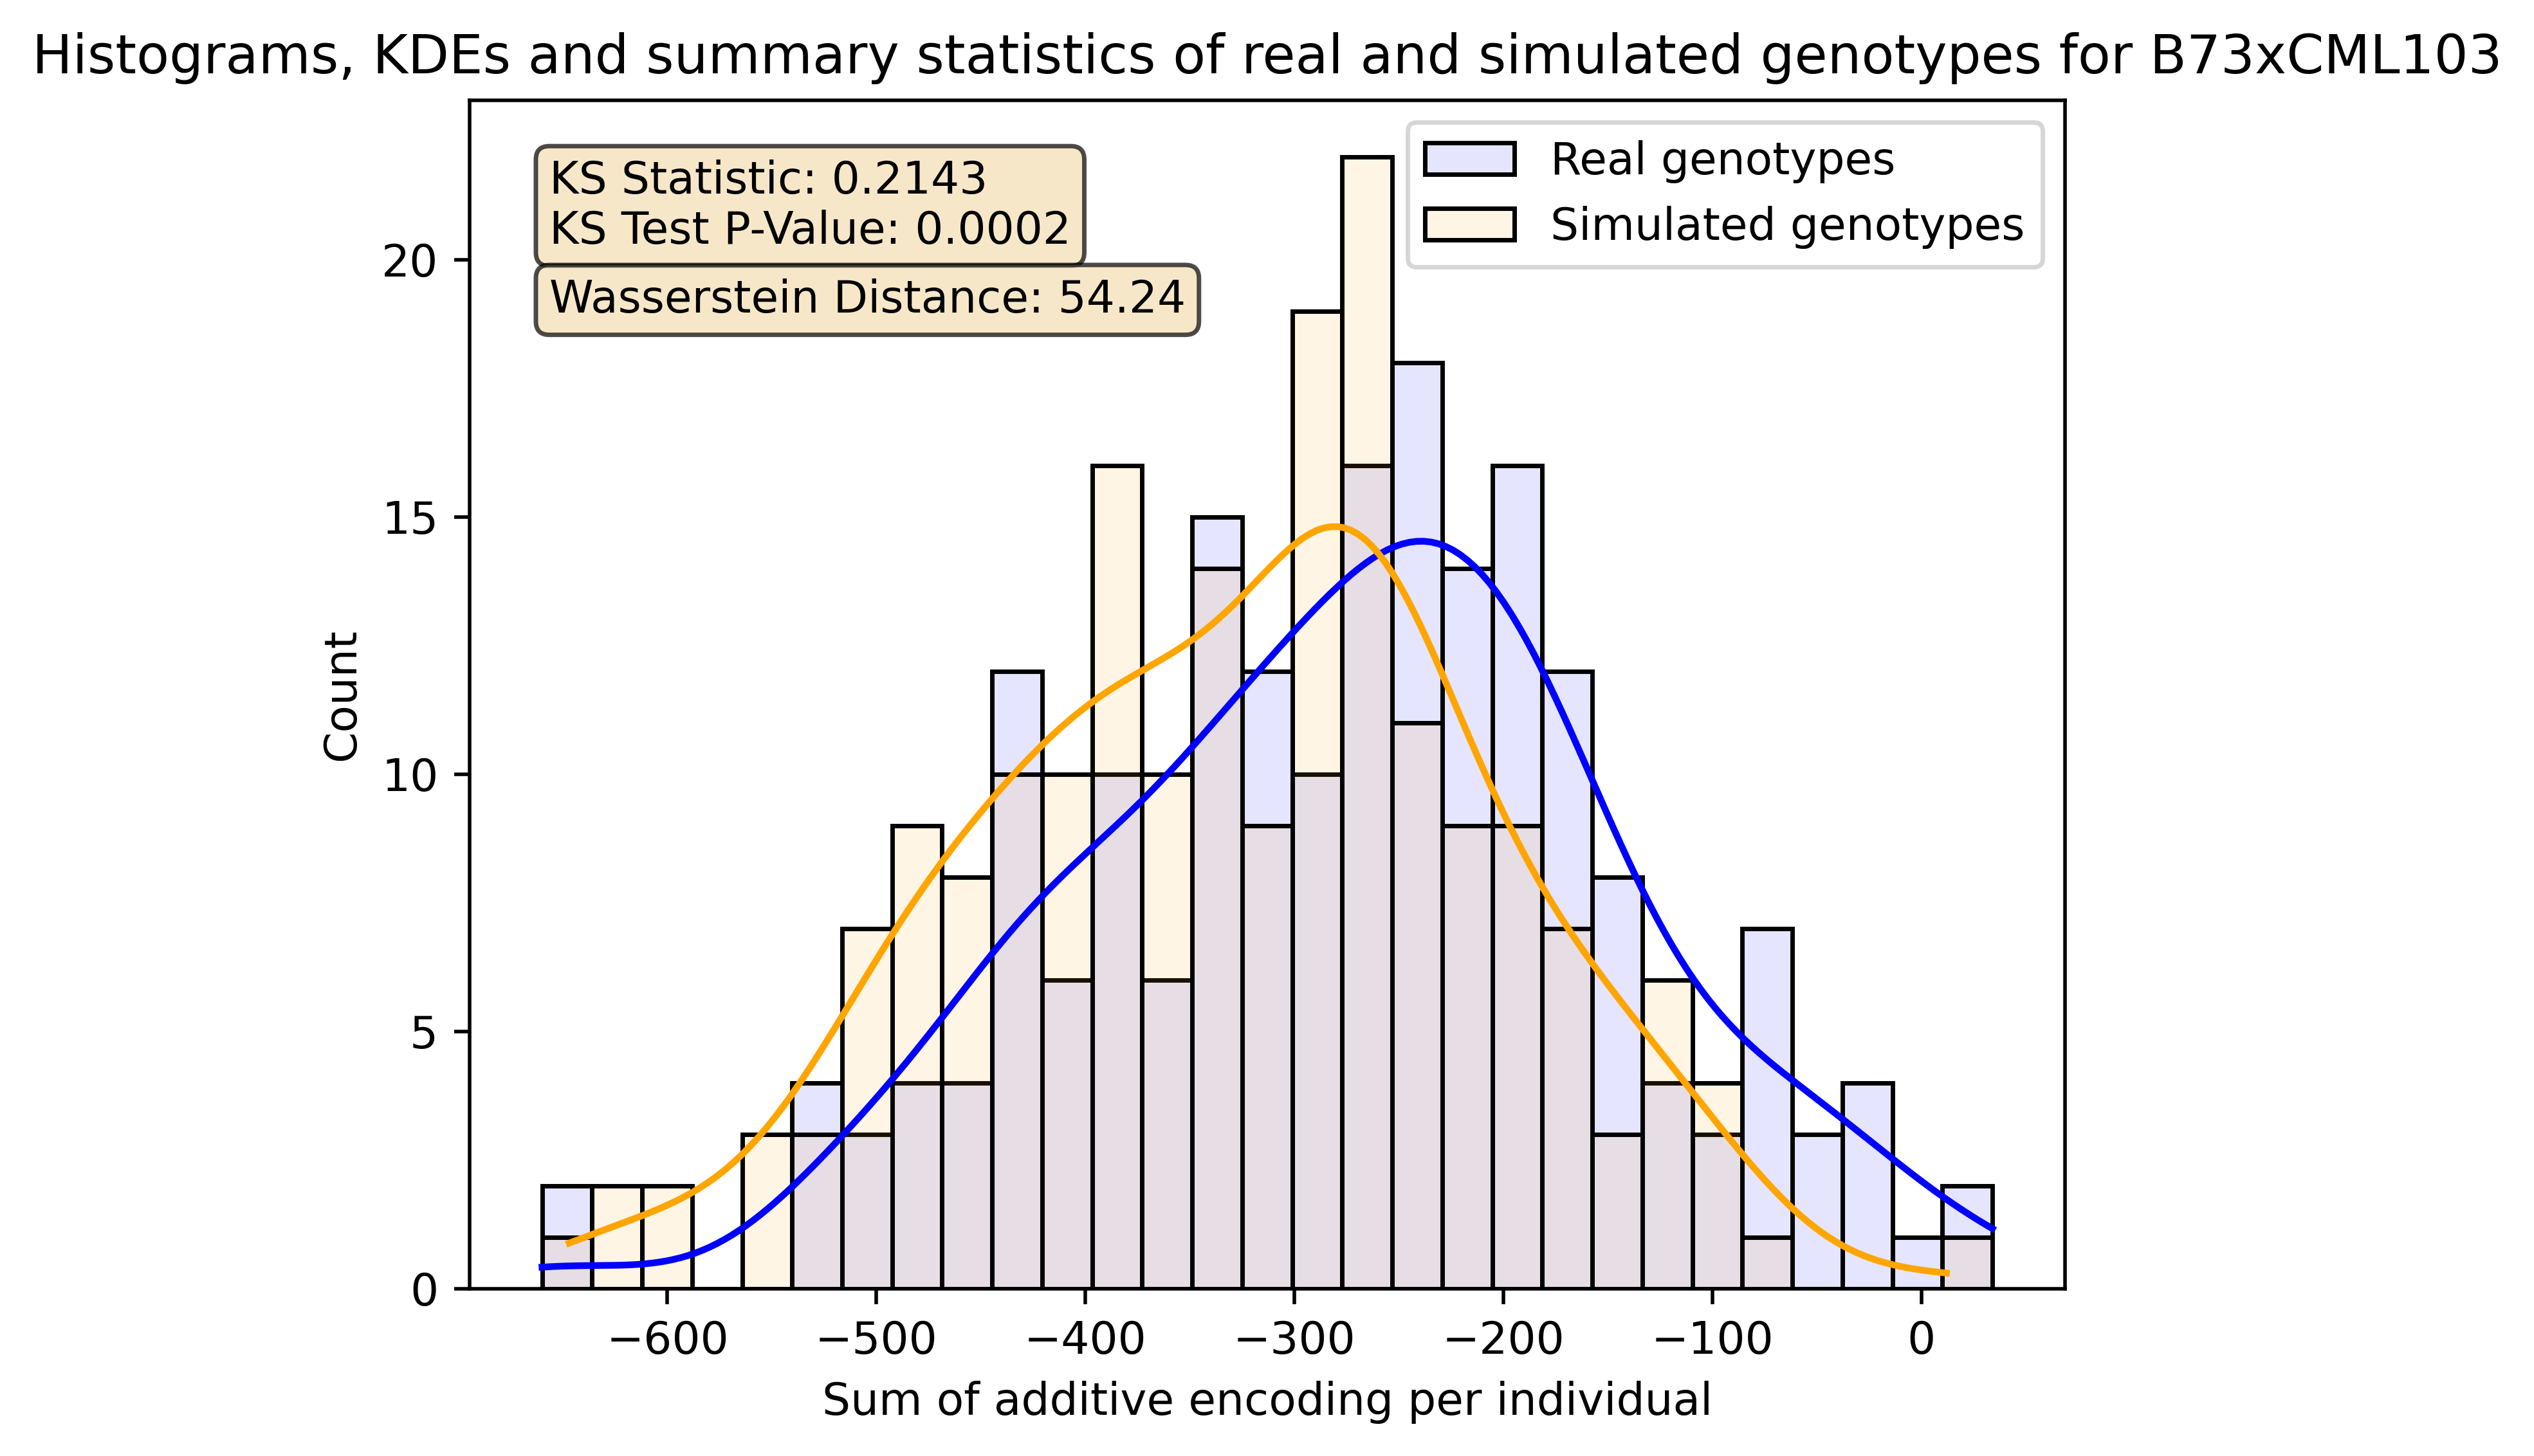 Histograms, KDEs and summary statistics of real and simulated genotypes for B73xCML103
KS Statistic: 0.2143
KS Test P-Value: 0.0002
Wasserstein Distance: 54.24
Real genotypes
Simulated genotypes
20
15
10
5
0
Count
−600 −500 −400 −300 −200 −100 0
Sum of additive encoding per individual